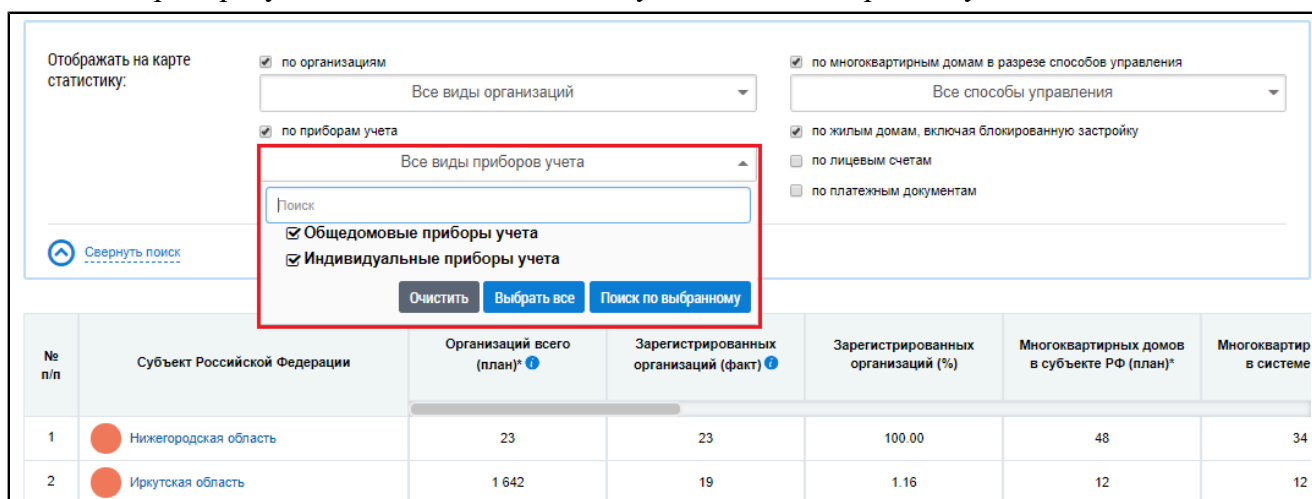 Отображать на карте
статистику:
по организациям
Все виды организаций
по приборам учета
Все виды приборов учета
Поиск
Общедомовые приборы учета
Индивидуальные приборы учета
Очистить Выбрать все Поиск по выбранному
по многоквартирным домам в разрезе способов управления
Все способы управления
по жилым домам, включая блокированную застройку
по лицевым счетам
по платежным документам
Свернуть поиск
№
п/п
Субъект Российской Федерации
Организаций всего
(план)*
Зарегистрированных
организаций (факт)
Зарегистрированных
организаций (%)
Многоквартирных домов
в субъекте РФ (план)*
Многоквартир
в системе
1 Нижегородская область 23 23 100.00 48 34
2 Иркутская область 1 642 19 1.16 12 12